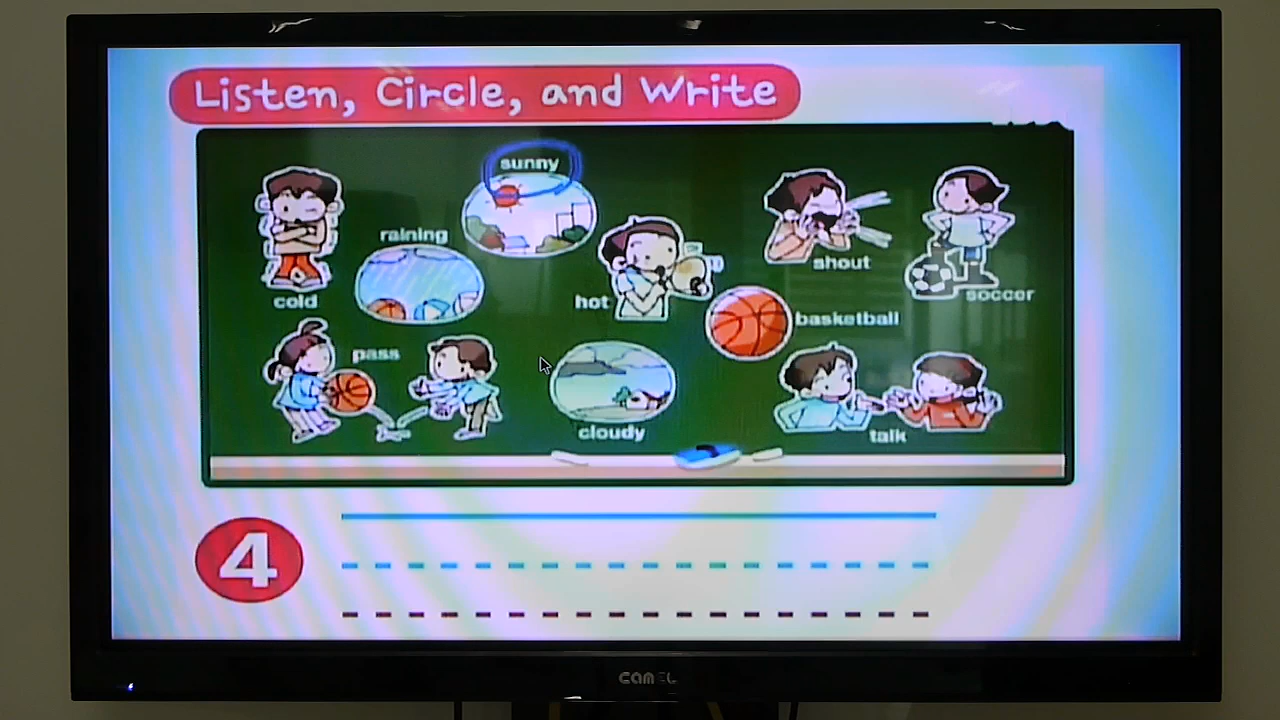 Listen, Circle, and Write
sunny
raining
cold
hot
shout
soccer
basketball
pass
cloudy
talk
4
CAMEL